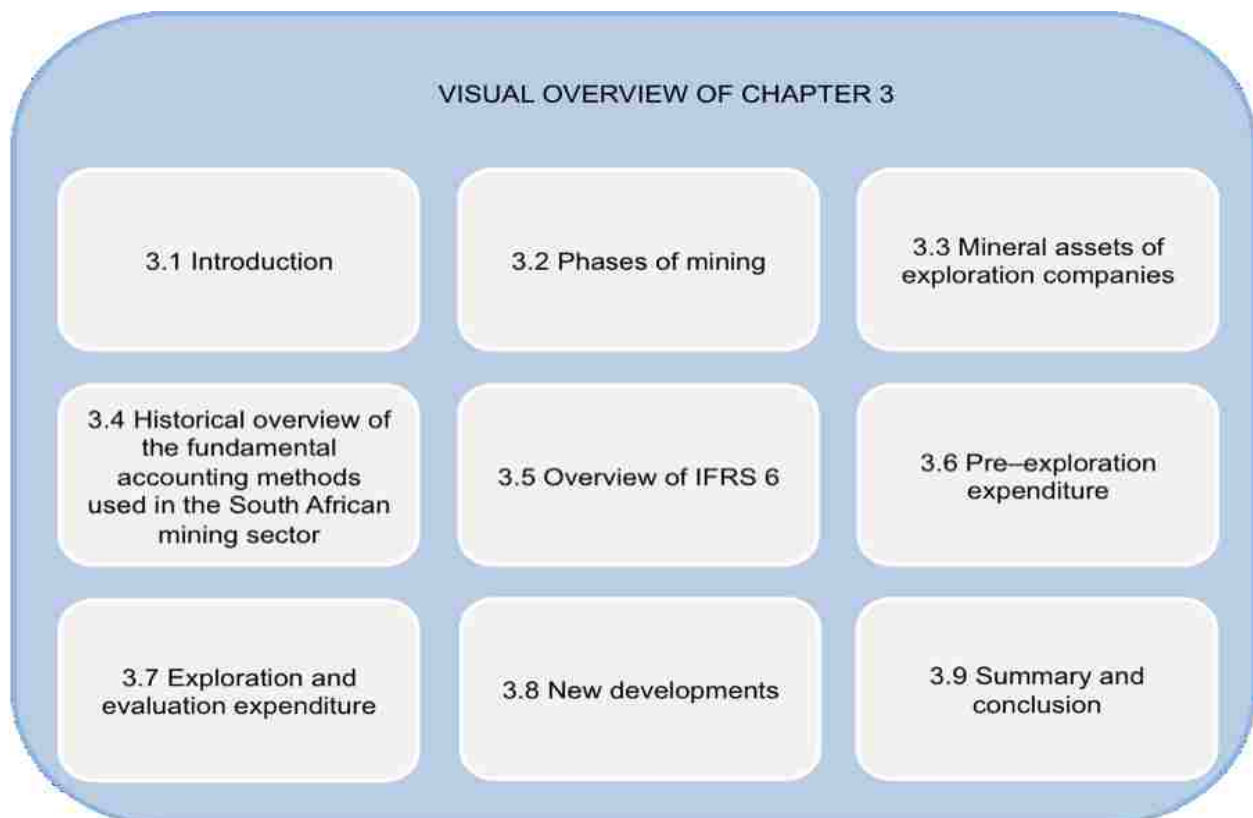 VISUAL OVERVIEW OF CHAPTER 3
3.1 Introduction
3.2 Phases of mining
3.3 Mineral assets of
exploration companies
3.4 Historical overview of
the fundamental
accounting methods
used in the South African
mining sector
3.5 Overview of IFRS 6
3.6 Pre–exploration
expenditure
3.7 Exploration and
evaluation expenditure
3.8 New developments
3.9 Summary and
conclusion